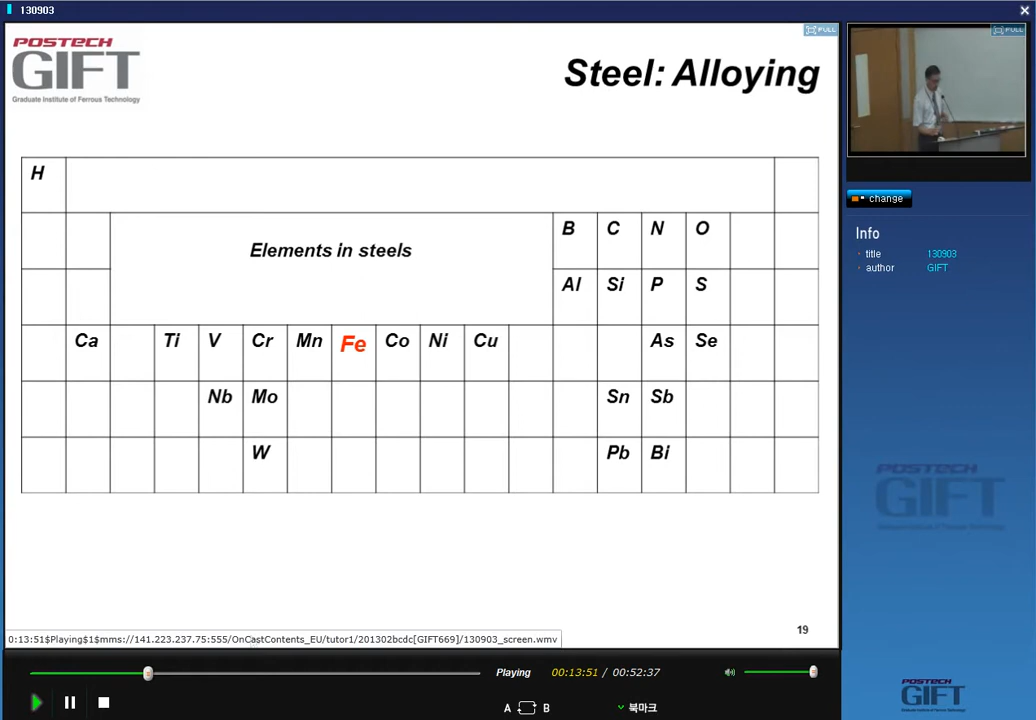 130903
POSTECH
GIFT
Graduate Institute of Ferrous Technology
FULL
Steel: Alloying
H
Elements in steels
B C N O
Al Si P S
Ca Ti V Cr Mn Fe Co Ni Cu As Se
Nb Mo Sn Sb
W Pb Bi
19
0:13:51$Playing$1$mms://141.223.237.75:555/OnCastContents_EU/tutor1/201302bcdc[GIFT669]/130903_screen.wmv
Playing 00:13:51 / 00:52:37
A B 북마크
FULL
change
Info
title 130903
author GIFT
POSTECH
GIFT
POSTECH
GIFT